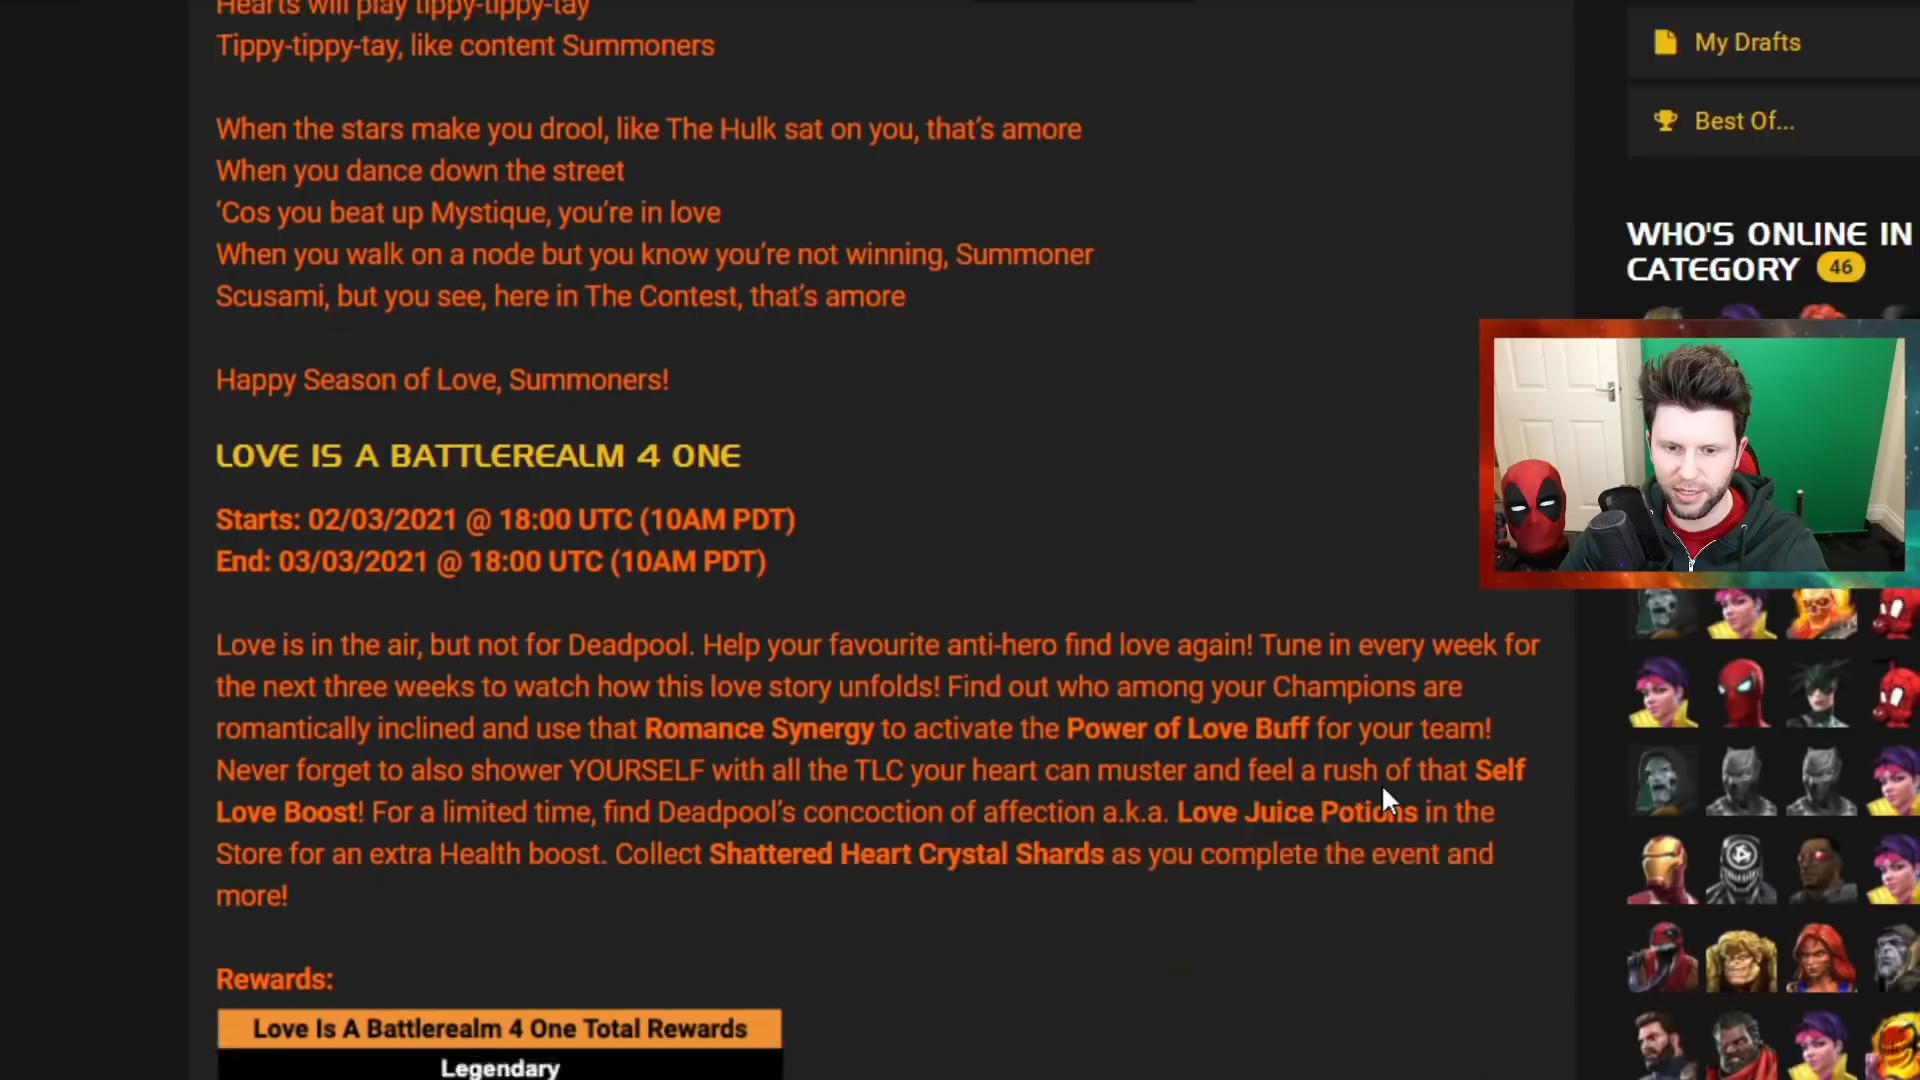 Hearts will play tippy-tippy-tay
Tippy-tippy-tay, like content Summoners
When the stars make you drool, like The Hulk sat on you, that's amore
When you dance down the street
‘Cos you beat up Mystique, you're in love
When you walk on a node but you know you're not winning, Summoner
Scusami, but you see, here in The Contest, that's amore
Happy Season of Love, Summoners!
LOVE IS A BATTLEREALM 4 ONE
Starts: 02/03/2021 @ 18:00 UTC (10AM PDT)
End: 03/03/2021 @ 18:00 UTC (10AM PDT)
Love is in the air, but not for Deadpool. Help your favourite anti-hero find love again! Tune in every week for
the next three weeks to watch how this love story unfolds! Find out who among your Champions are
romantically inclined and use that Romance Synergy to activate the Power of Love Buff for your team!
Never forget to also shower YOURSELF with all the TLC your heart can muster and feel a rush of that Self
Love Boost! For a limited time, find Deadpool's concoction of affection a.k.a. Love Juice Potions in the
Store for an extra Health boost. Collect Shattered Heart Crystal Shards as you complete the event and
more!
Rewards:
Love Is A Battlerealm 4 One Total Rewards
Legendary
My Drafts
Best Of...
WHO'S ONLINE IN
CATEGORY 46